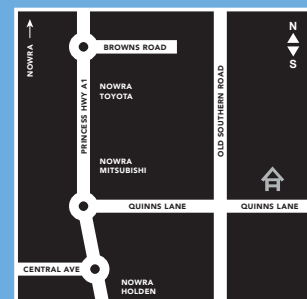 NOWRA
N
S
BROWNS ROAD
PRINCESS HWY A1
NOWRA
TOYOTA
OLD SOUTHERN ROAD
NOWRA
MITSUBISHI
QUINNS LANE
QUINNS LANE
CENTRAL AVE
NOWRA
HOLDEN